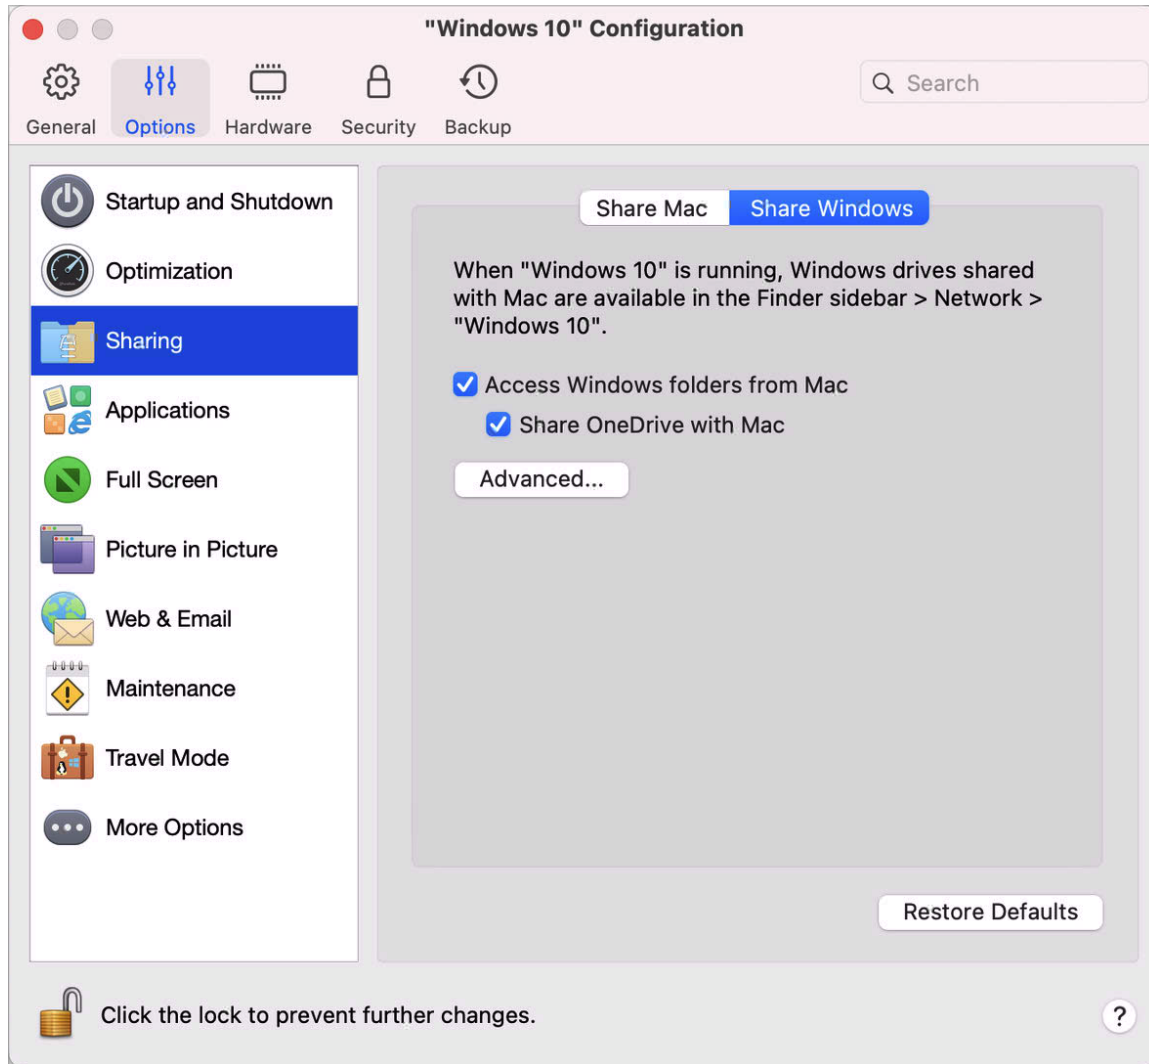 "Windows 10" Configuration
General
Options
Hardware
Security
Backup
Search
Startup and Shutdown
Optimization
Sharing
Applications
Full Screen
Picture in Picture
Web & Email
Maintenance
Travel Mode
More Options
Share Mac
Share Windows
When "Windows 10" is running, Windows drives shared
with Mac are available in the Finder sidebar > Network >
"Windows 10".
Access Windows folders from Mac
Share OneDrive with Mac
Advanced...
Restore Defaults
Click the lock to prevent further changes.
?